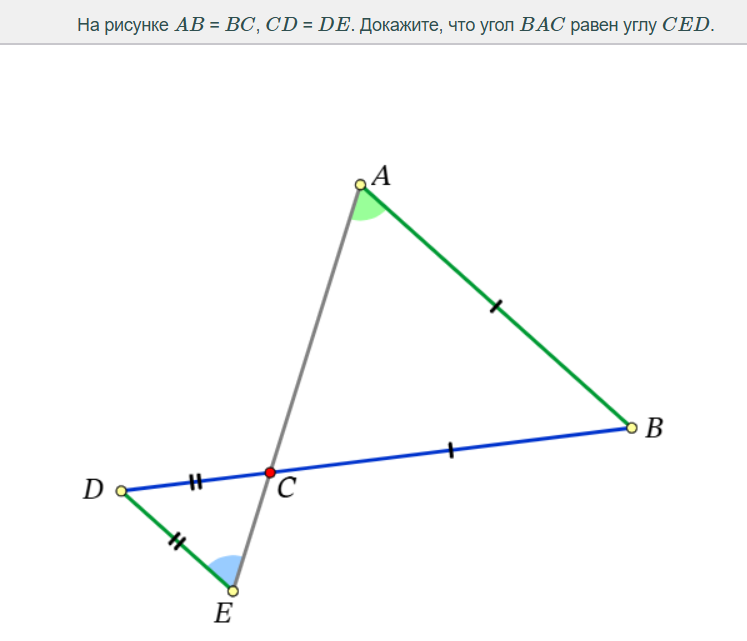 На рисунке AB = BC, CD = DE. Докажите, что угол BAC равен углу CED.
A
B
D
C
E